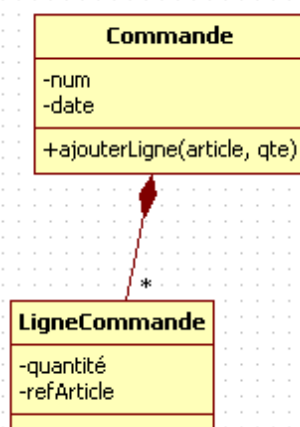 Commande
-num
-date
+ajouterLigne(article, qte)
*
LigneCommande
-quantité
-refArticle